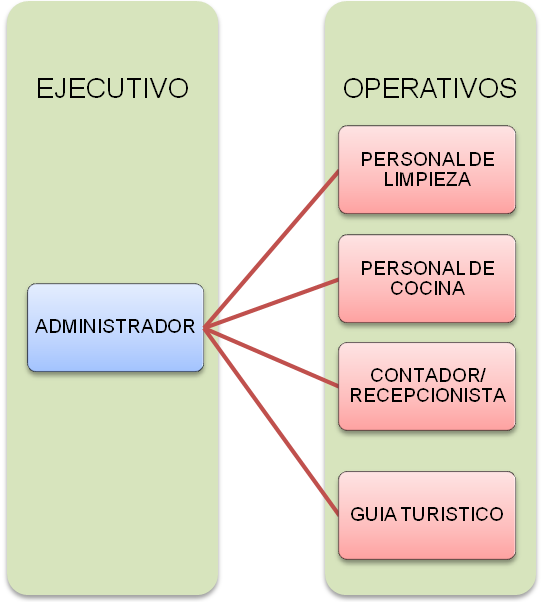 EJECUTIVO
OPERATIVOS
PERSONAL DE
LIMPIEZA
PERSONAL DE
COCINA
ADMINISTRADOR
CONTADOR/
RECEPCIONISTA
GUIA TURISTICO